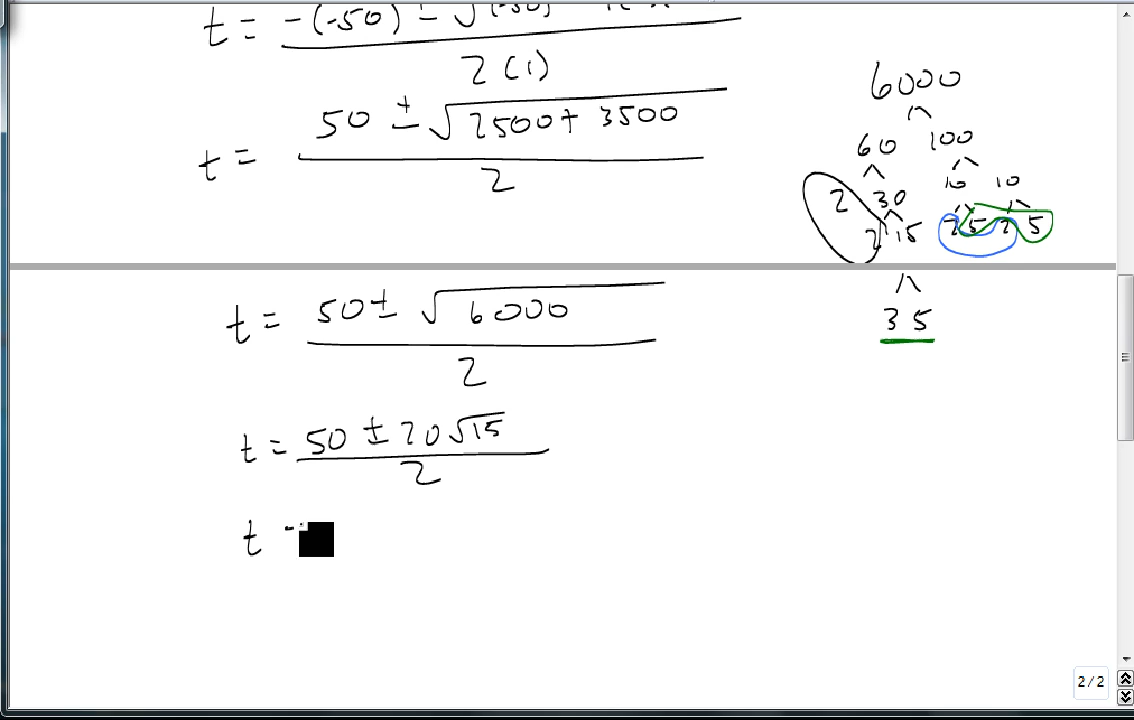 t = -(-50) ± √(-50)
2(1)
t = 50 ± √2500 + 3500
2
6000
60 100
2 30 10 10
2 15 2 5 2 5
3 5
t = 50 ± √6000
2
t = 50 ± 20√15
2
t =
2/2